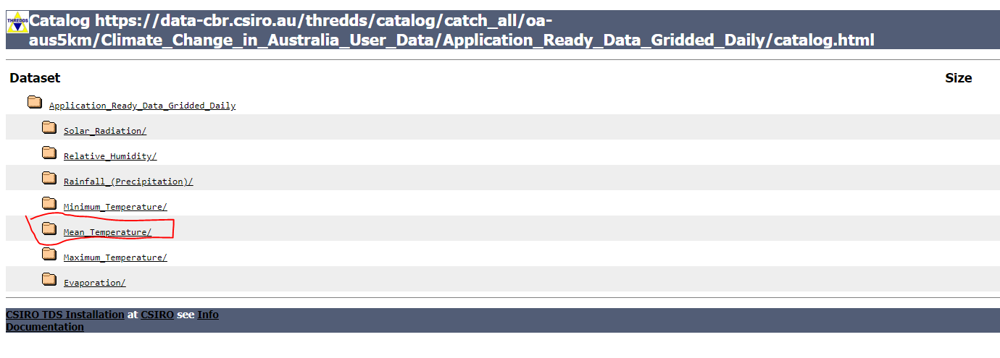 THREDDS
Catalog https://data-cbr.csiro.au/thredds/catalog/catch_all/oa-
aus5km/Climate_Change_in_Australia_User_Data/Application_Ready_Data_Gridded_Daily/catalog.html
Dataset Size
Application_Ready_Data_Gridded_Daily
Solar_Radiation/
Relative_Humidity/
Rainfall_(Precipitation)/
Minimum_Temperature/
Mean_Temperature/
Maximum_Temperature/
Evaporation/
CSIRO TDS Installation at CSIRO see Info
Documentation